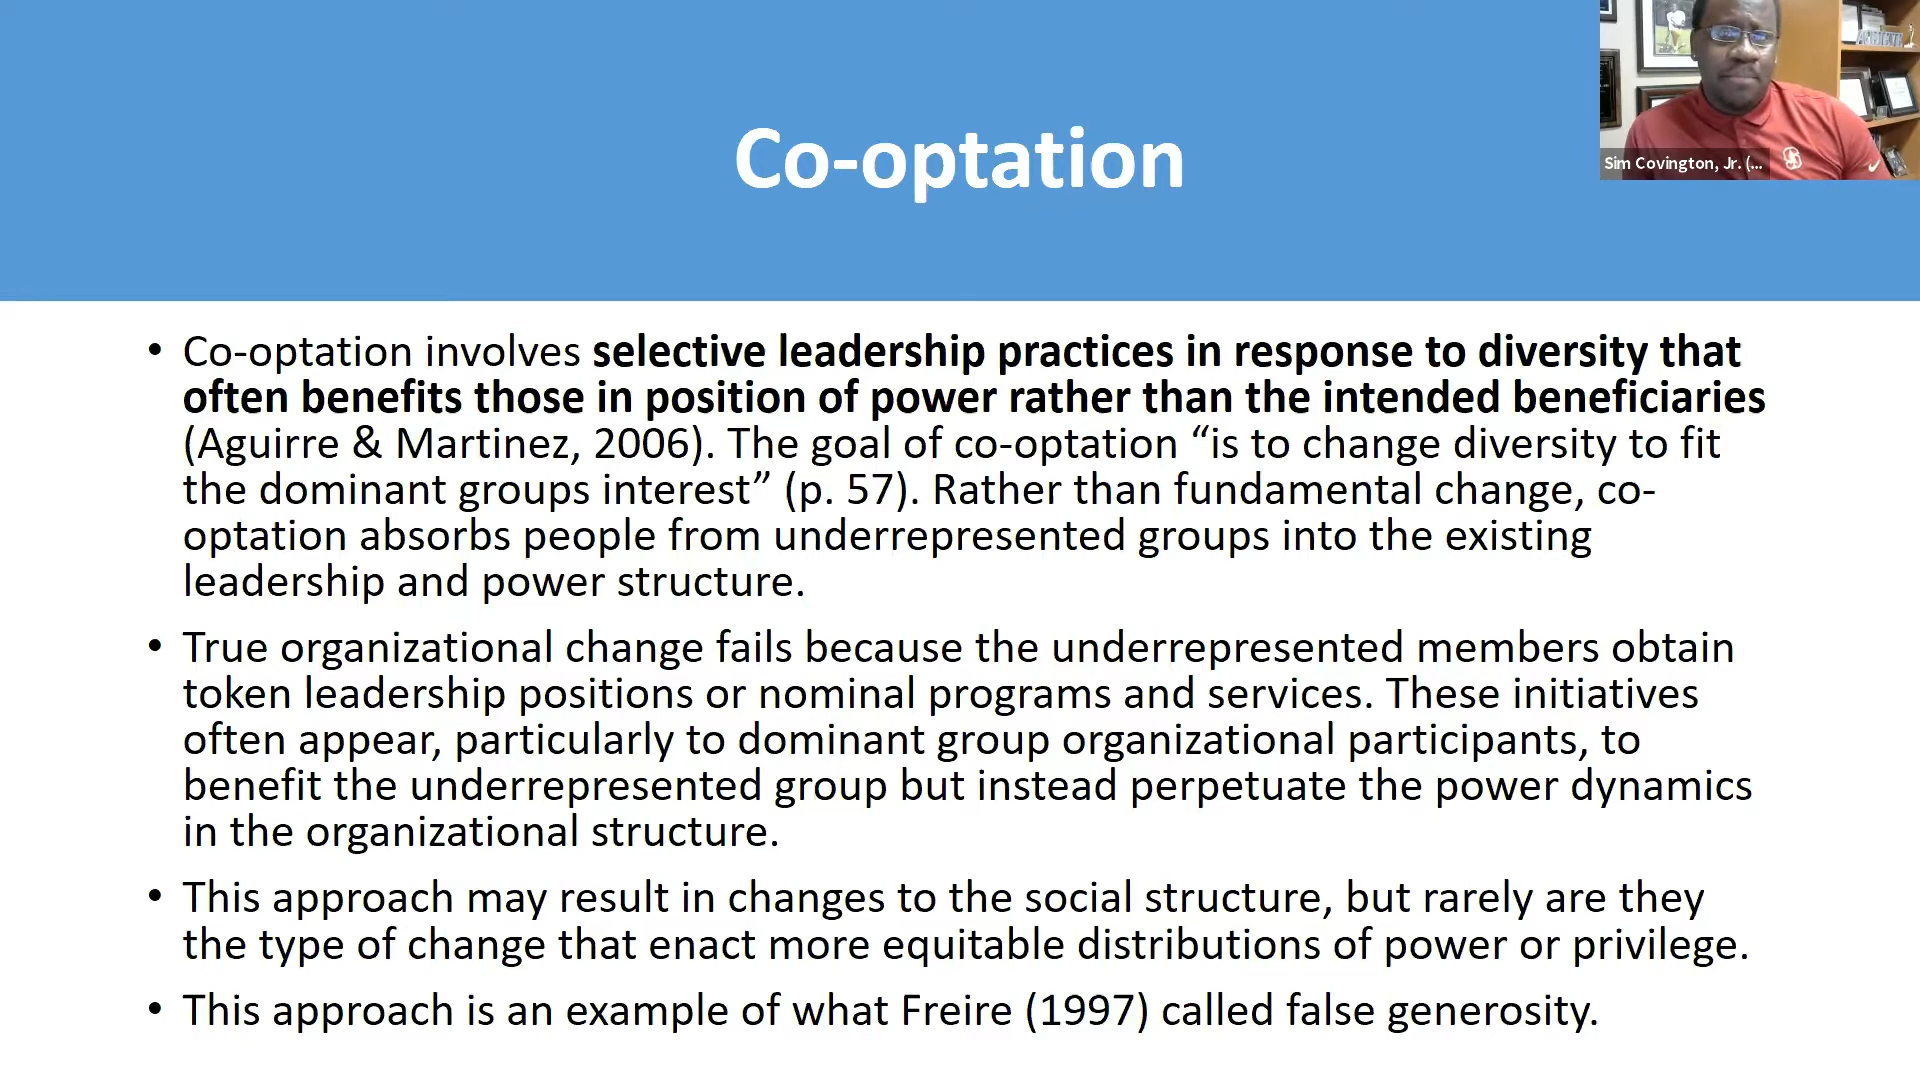 Co-optation
Sim Covington, Jr. (...
• Co-optation involves selective leadership practices in response to diversity that
often benefits those in position of power rather than the intended beneficiaries
(Aguirre & Martinez, 2006). The goal of co-optation “is to change diversity to fit
the dominant groups interest” (p. 57). Rather than fundamental change, co-
optation absorbs people from underrepresented groups into the existing
leadership and power structure.
• True organizational change fails because the underrepresented members obtain
token leadership positions or nominal programs and services. These initiatives
often appear, particularly to dominant group organizational participants, to
benefit the underrepresented group but instead perpetuate the power dynamics
in the organizational structure.
• This approach may result in changes to the social structure, but rarely are they
the type of change that enact more equitable distributions of power or privilege.
• This approach is an example of what Freire (1997) called false generosity.